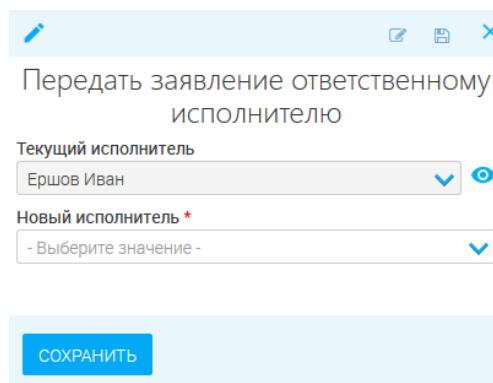 Передать заявление ответственному
исполнителю
Текущий исполнитель
Ершов Иван
Новый исполнитель *
- Выберите значение -
СОХРАНИТЬ